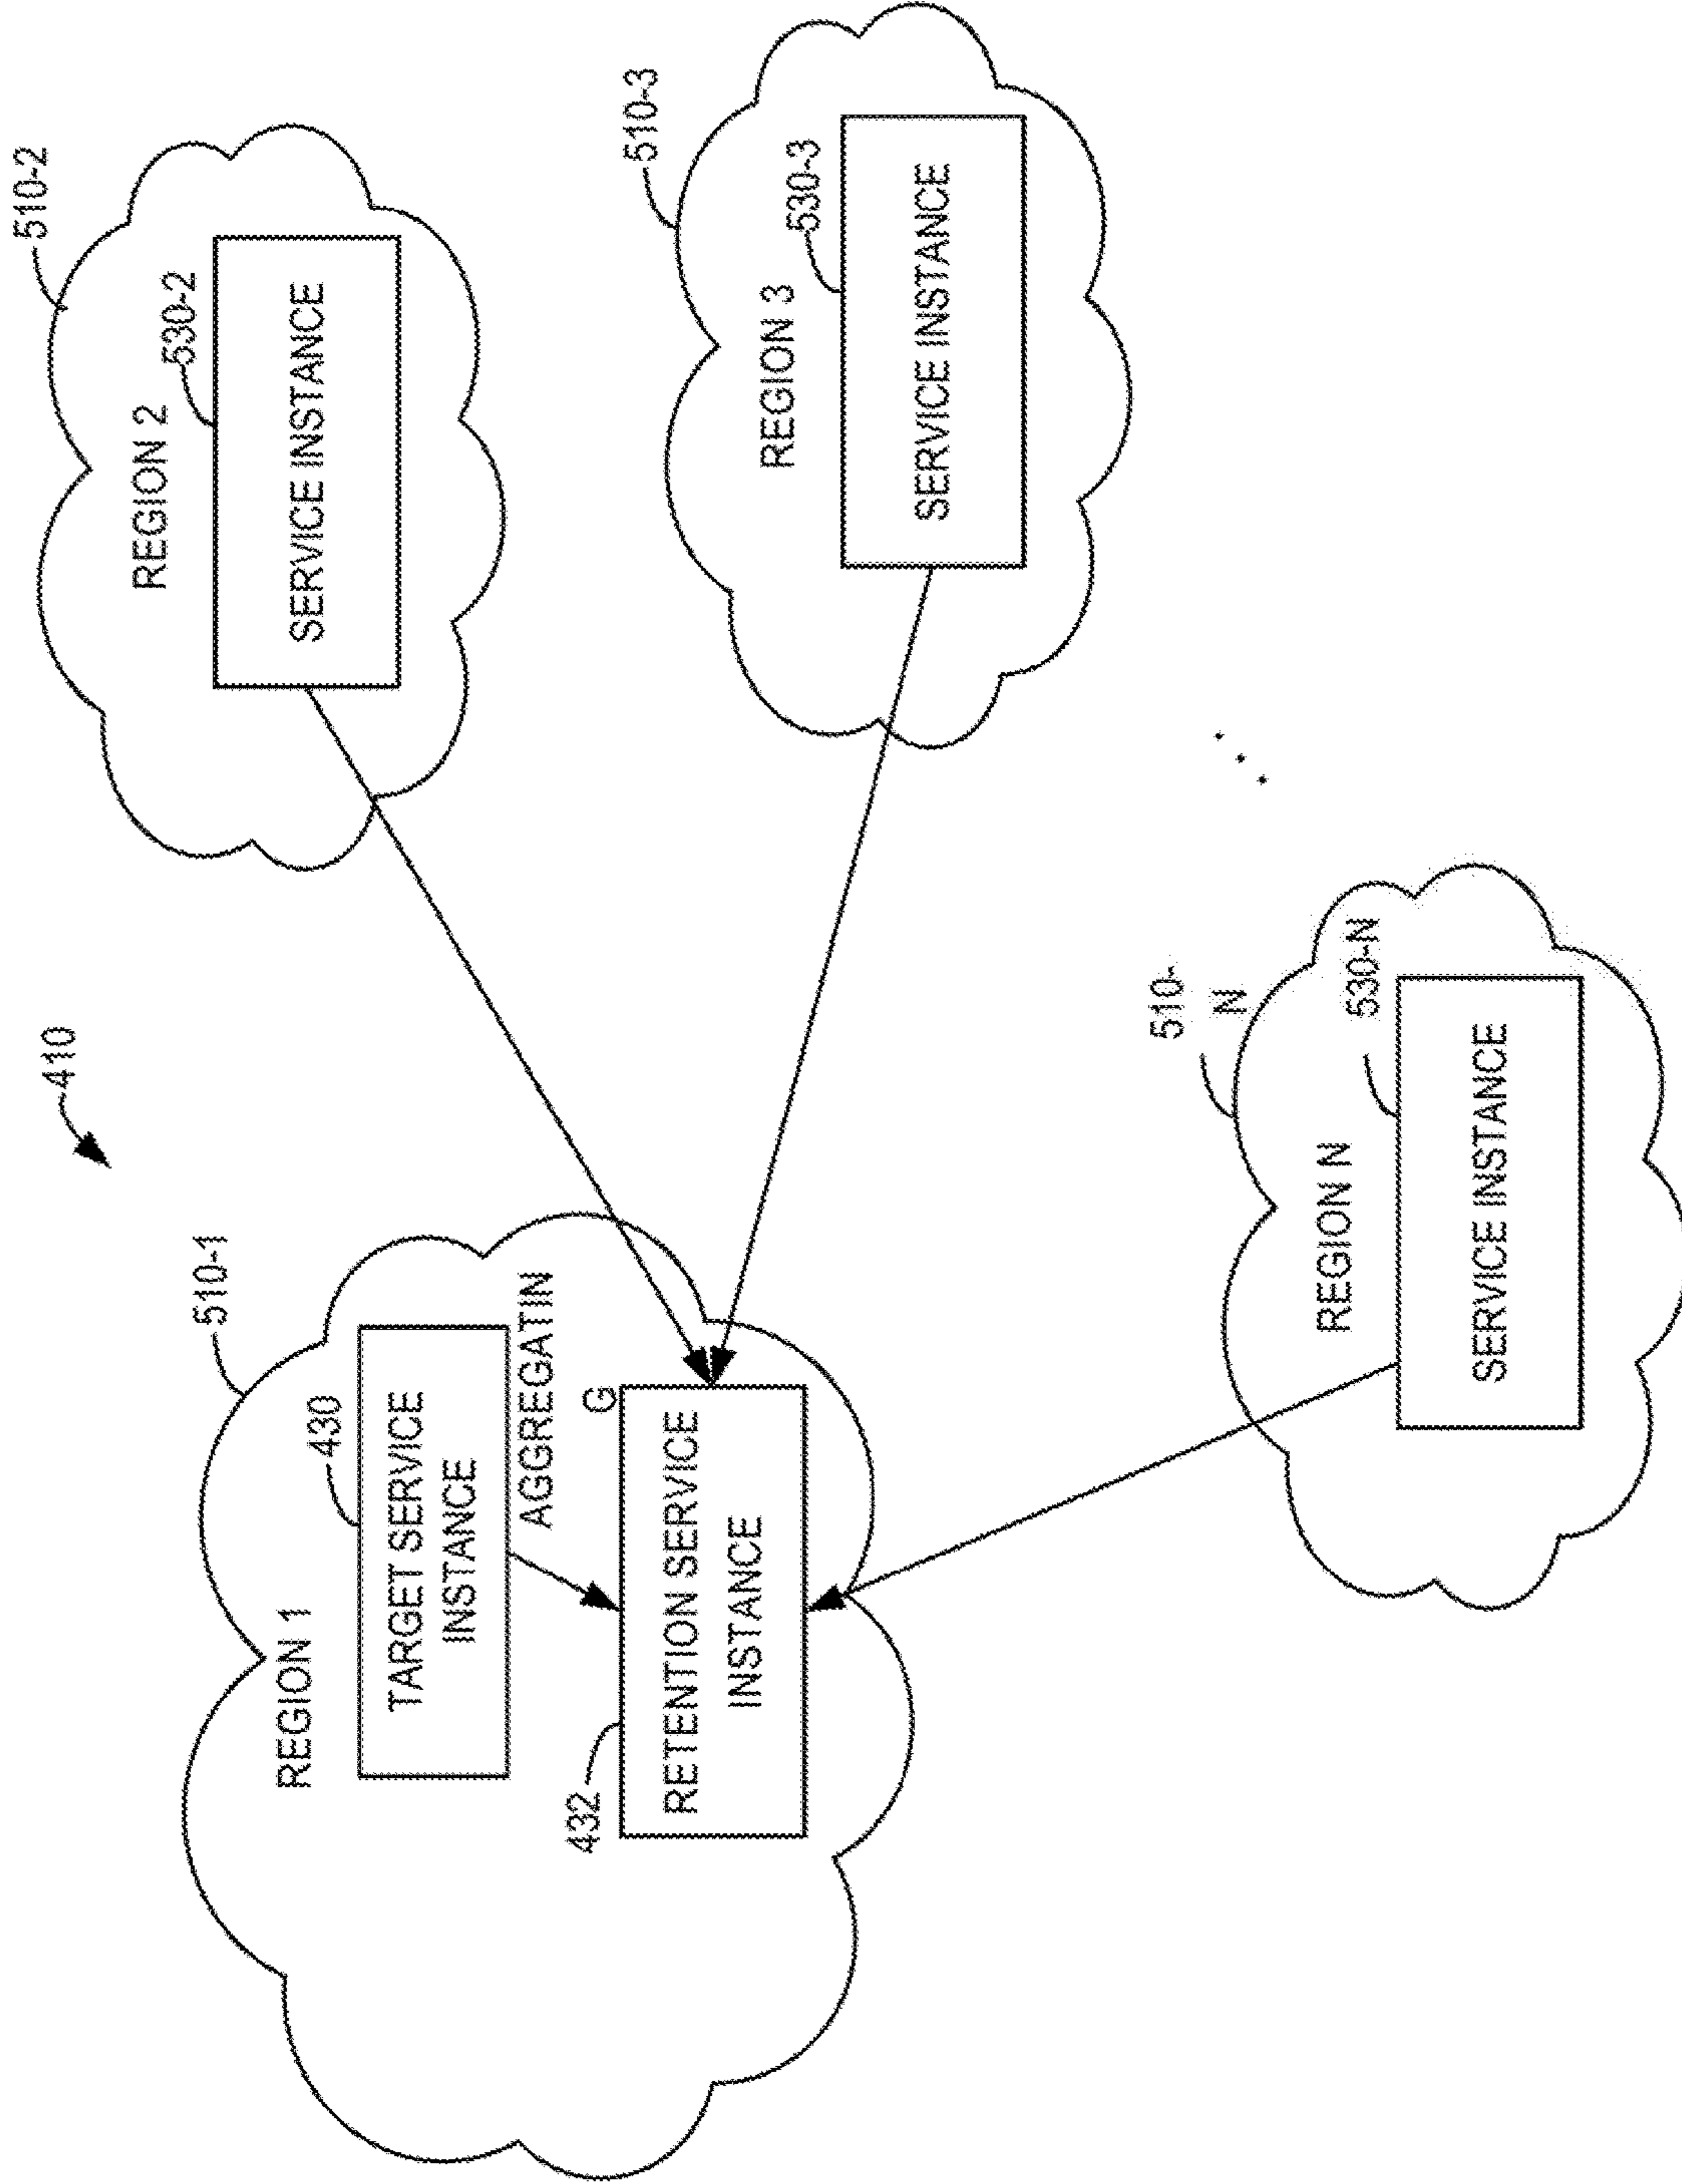 410
510-1
REGION 1
430
TARGET SERVICE
INSTANCE
AGGREGATIN
G
432
RETENTION SERVICE
INSTANCE
510-2
REGION 2
530-2
SERVICE INSTANCE
510-3
REGION 3
530-3
SERVICE INSTANCE
510-
N
REGION N
530-N
SERVICE INSTANCE